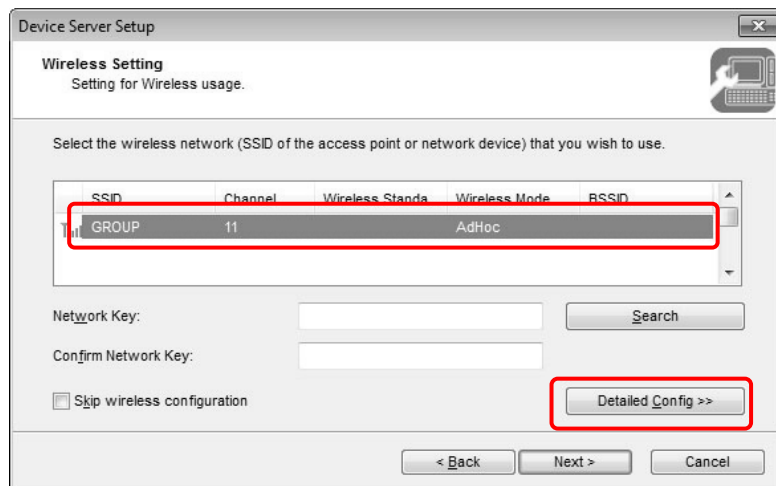 Device Server Setup
Wireless Setting
Setting for Wireless usage.
Select the wireless network (SSID of the access point or network device) that you wish to use.
SSID Channel Wireless Standa Wireless Mode BSSID
GROUP 11 AdHoc
Network Key: Search
Confirm Network Key:
Skip wireless configuration Detailed Config >>
< Back Next > Cancel